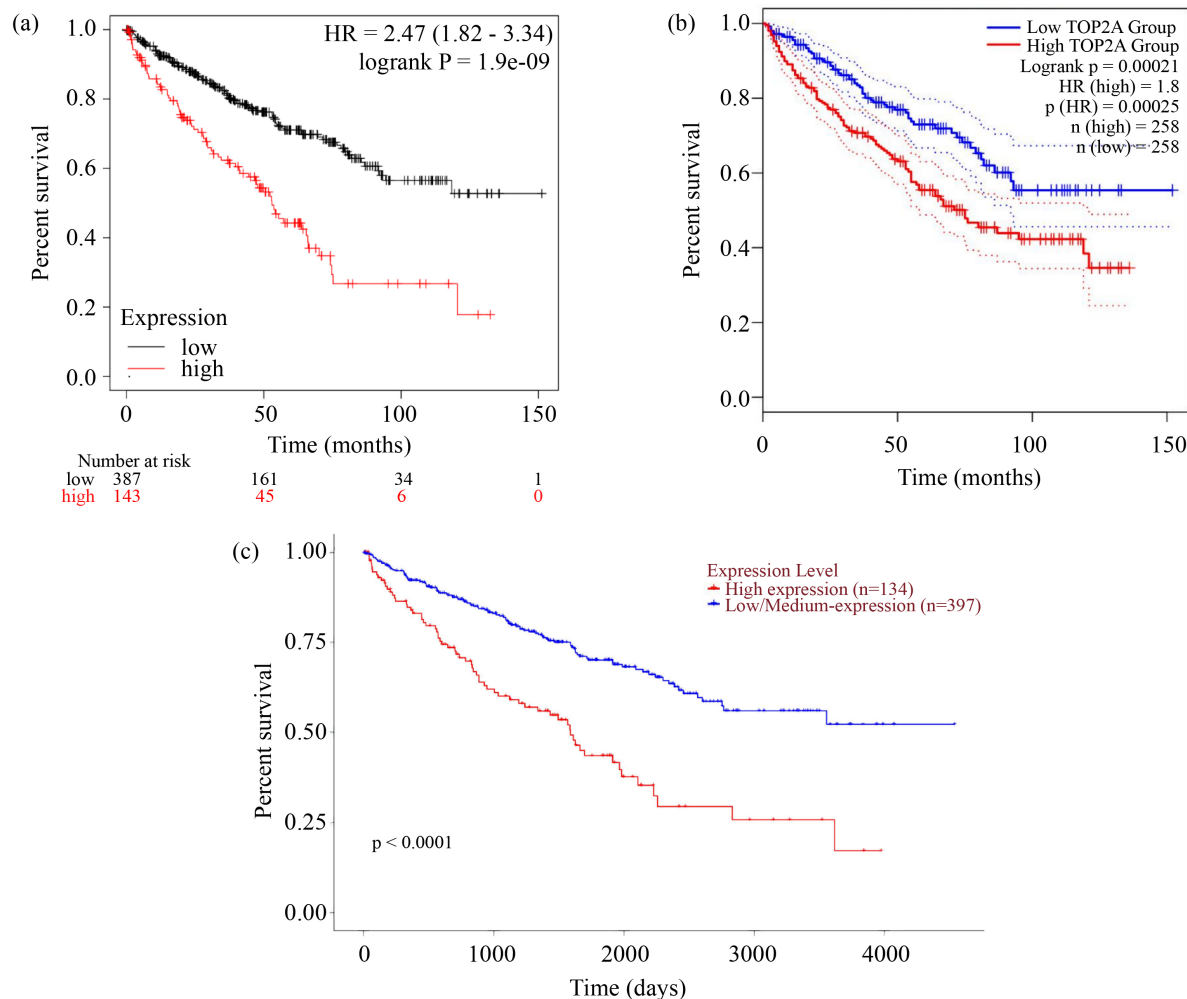 (a)
HR = 2.47 (1.82 - 3.34)
logrank P = 1.9e-09
1.0
0.8
0.6
0.4
0.2
0.0
Percent survival
Expression
low
high
0 50 100 150
Time (months)
Number at risk
low 387 161 34 1
high 143 45 6 0
(b)
Low TOP2A Group
High TOP2A Group
Logrank p = 0.00021
HR (high) = 1.8
p (HR) = 0.00025
n (high) = 258
n (low) = 258
1.0
0.8
0.6
0.4
0.2
0.0
Percent survival
0 50 100 150
Time (months)
(c)
Expression Level
High expression (n=134)
Low/Medium-expression (n=397)
1.00
0.75
0.50
0.25
0.00
Percent survival
p < 0.0001
0 1000 2000 3000 4000
Time (days)